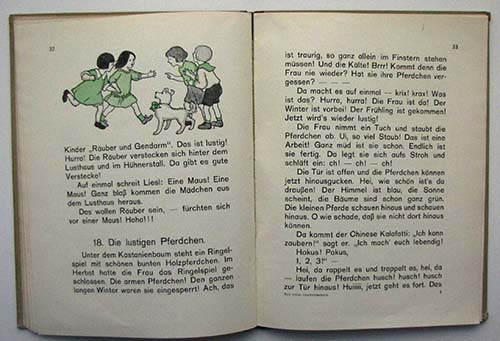 32
Kinder „Räuber und Gendarm". Das ist lustig!
Hurra! Die Räuber verstecken sich hinter dem
Lusthaus und im Hühnerstall. Da gibt es gute
Verstecke!
Auf einmal schreit Liesl: Eine Maus! Eine
Maus! Ganz blaß kommen die Mädchen aus
dem Lusthaus heraus.
Das wollen Räuber sein, — fürchten sich
vor einer Maus! Haha!!
18. Die lustigen Pferdchen.
Unter dem Kastanienbaum steht ein Ringel-
spiel mit schönen bunten Holzpferdchen. Im
Herbst hatte die Frau das Ringelspiel ge-
schlossen. Die armen Pferdchen! Den ganzen
langen Winter waren sie eingesperrt! Ach, das
33
ist traurig, so ganz allein im Finstern stehen
müssen! Und die Kälte! Brrr! Kommt denn die
Frau nie wieder? Hat sie ihre Pferdchen ver-
gessen? — — —
Da macht es auf einmal — krix! krax! Was
ist das? Hurro, hurra! Die Frau ist da! Der
Winter ist vorbei! Der Frühling ist gekommen!
Jetzt wird's wieder lustig!
Die Frau nimmt ein Tuch und staubt die
Pferdchen ab. Ui, so viel Staub! Das ist eine
Arbeit! Ganz müd ist sie schon. Endlich ist
sie fertig. Da legt sie sich aufs Stroh und
schläft ein: ch! — ch! — ch!
Die Tür ist offen und die Pferdchen können
jetzt hinausgucken. Hei, wie schön ist's da
draußen! Der Himmel ist blau, die Sonne
scheint, die Bäume sind schon ganz grün.
Die kleinen Pferde schauen hinaus und schauen
hinaus. O wie schade, daß sie nicht dort hinaus
können.
Da kommt der Chinese Kalafatti: „Ich kann
zaubern!" sagt er. „Ich mach' euch lebendig!
Hokus! Pokus,
1, 2, 3!"—
Hei, da rappelt es und trappelt es, hei, da
— laufen die Pferdchen husch! husch! husch
zur Tür hinaus! Huiiiii, jetzt geht es fort. Das